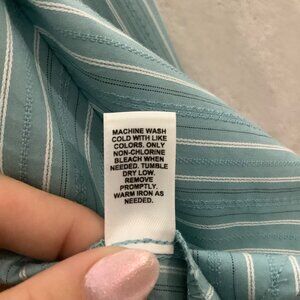 MACHINE WASH
COLD WITH LIKE
COLORS. ONLY
NON-CHLORINE
BLEACH WHEN
NEEDED. TUMBLE
DRY LOW.
REMOVE
PROMPTLY.
WARM IRON AS
NEEDED.